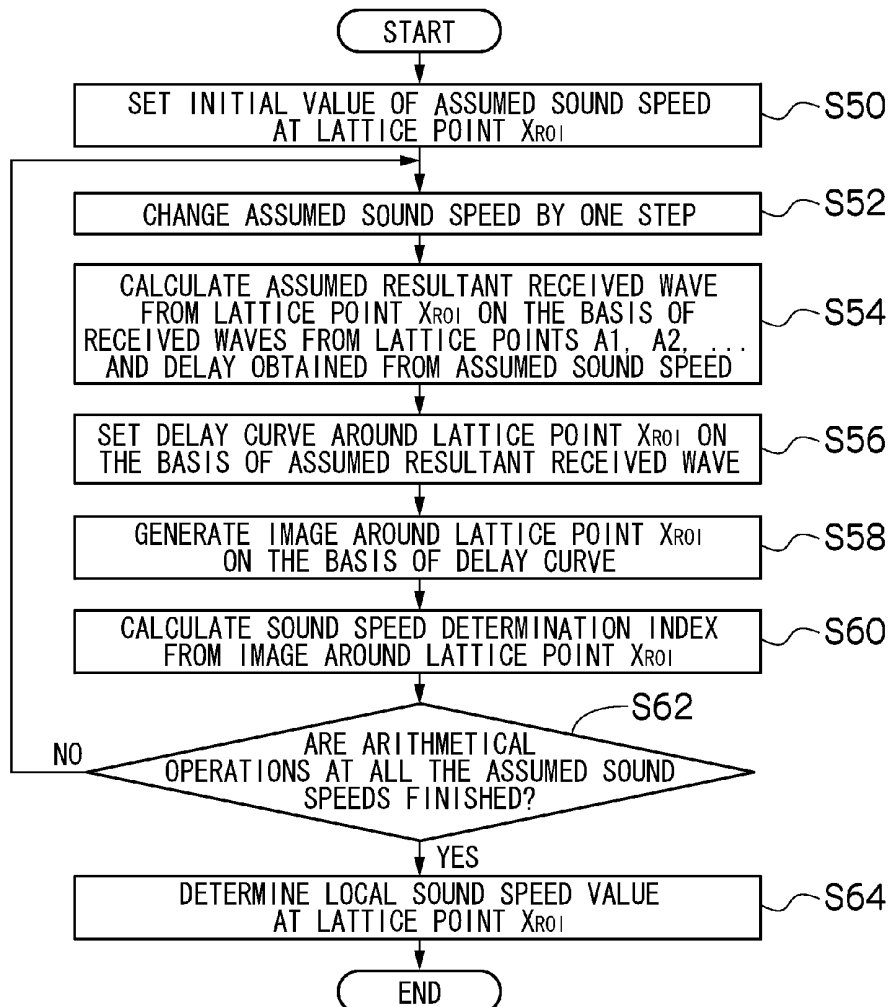 START
SET INITIAL VALUE OF ASSUMED SOUND SPEED
AT LATTICE POINT XROI
S50
CHANGE ASSUMED SOUND SPEED BY ONE STEP
S52
CALCULATE ASSUMED RESULTANT RECEIVED WAVE
FROM LATTICE POINT XROI ON THE BASIS OF
RECEIVED WAVES FROM LATTICE POINTS A1, A2, ...
AND DELAY OBTAINED FROM ASSUMED SOUND SPEED
S54
SET DELAY CURVE AROUND LATTICE POINT XROI ON
THE BASIS OF ASSUMED RESULTANT RECEIVED WAVE
S56
GENERATE IMAGE AROUND LATTICE POINT XROI
ON THE BASIS OF DELAY CURVE
S58
CALCULATE SOUND SPEED DETERMINATION INDEX
FROM IMAGE AROUND LATTICE POINT XROI
S60
S62
NO
ARE ARITHMETICAL
OPERATIONS AT ALL THE ASSUMED SOUND
SPEEDS FINISHED?
YES
DETERMINE LOCAL SOUND SPEED VALUE
AT LATTICE POINT XROI
S64
END